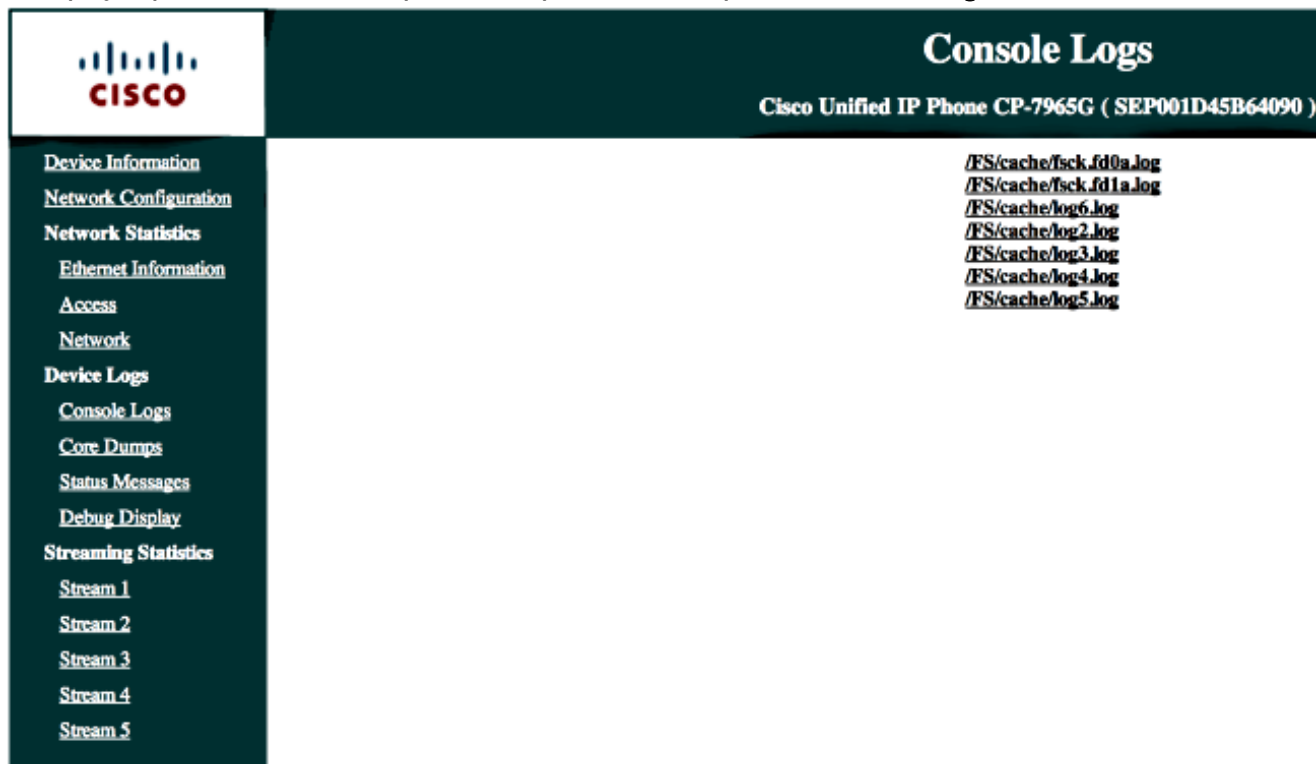 CISCO
Console Logs
Cisco Unified IP Phone CP-7965G ( SEP001D45B64090 )
Device Information
Network Configuration
Network Statistics
Ethernet Information
Access
Network
Device Logs
Console Logs
Core Dumps
Status Messages
Debug Display
Streaming Statistics
Stream 1
Stream 2
Stream 3
Stream 4
Stream 5
/FS/cache/fsck.fd0a.log
/FS/cache/fsck.fd1a.log
/FS/cache/log6.log
/FS/cache/log2.log
/FS/cache/log3.log
/FS/cache/log4.log
/FS/cache/log5.log